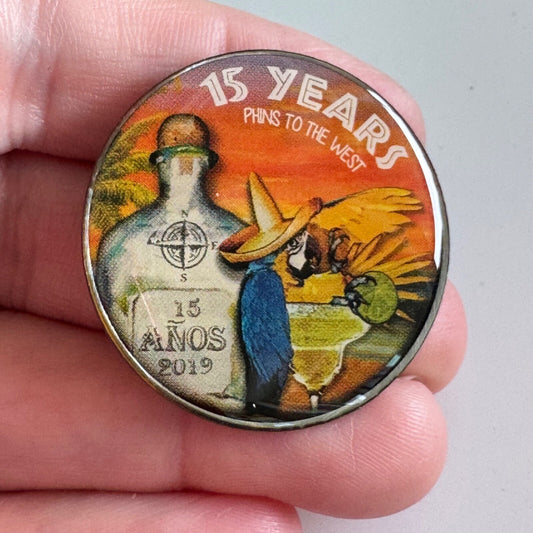 15 YEARS
PHINS TO THE WEST
N
E
S
15
AÑOS
2019